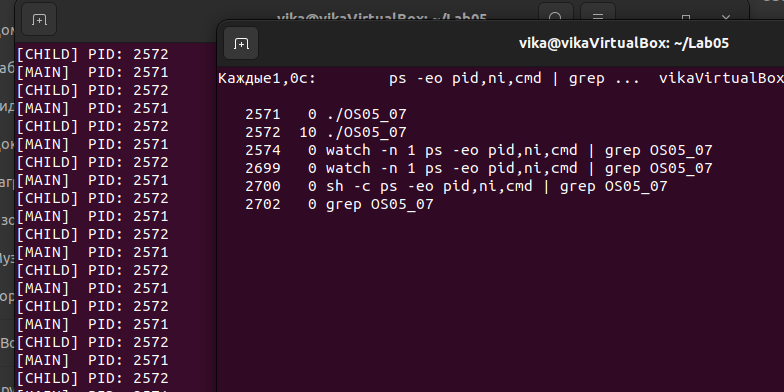 vika@vikaVirtualBox: ~/Lab05
[CHILD] PID: 2572
[MAIN]  PID: 2571
[CHILD] PID: 2572
[MAIN]  PID: 2571
[CHILD] PID: 2572
[MAIN]  PID: 2571
[CHILD] PID: 2572
[MAIN]  PID: 2571
[CHILD] PID: 2572
[MAIN]  PID: 2571
[CHILD] PID: 2572
[MAIN]  PID: 2571
[CHILD] PID: 2572
[MAIN]  PID: 2571
[CHILD] PID: 2572
[MAIN]  PID: 2571
[CHILD] PID: 2572
[MAIN]  PID: 2571
[CHILD] PID: 2572
[MAIN]  PID: 2571
vika@vikaVirtualBox: ~/Lab05
Каждые1,0с:        ps -eo pid,ni,cmd | grep ...  vikaVirtualBox
2571   0 ./OS05_07
2572  10 ./OS05_07
2574   0 watch -n 1 ps -eo pid,ni,cmd | grep OS05_07
2699   0 watch -n 1 ps -eo pid,ni,cmd | grep OS05_07
2700   0 sh -c ps -eo pid,ni,cmd | grep OS05_07
2702   0 grep OS05_07